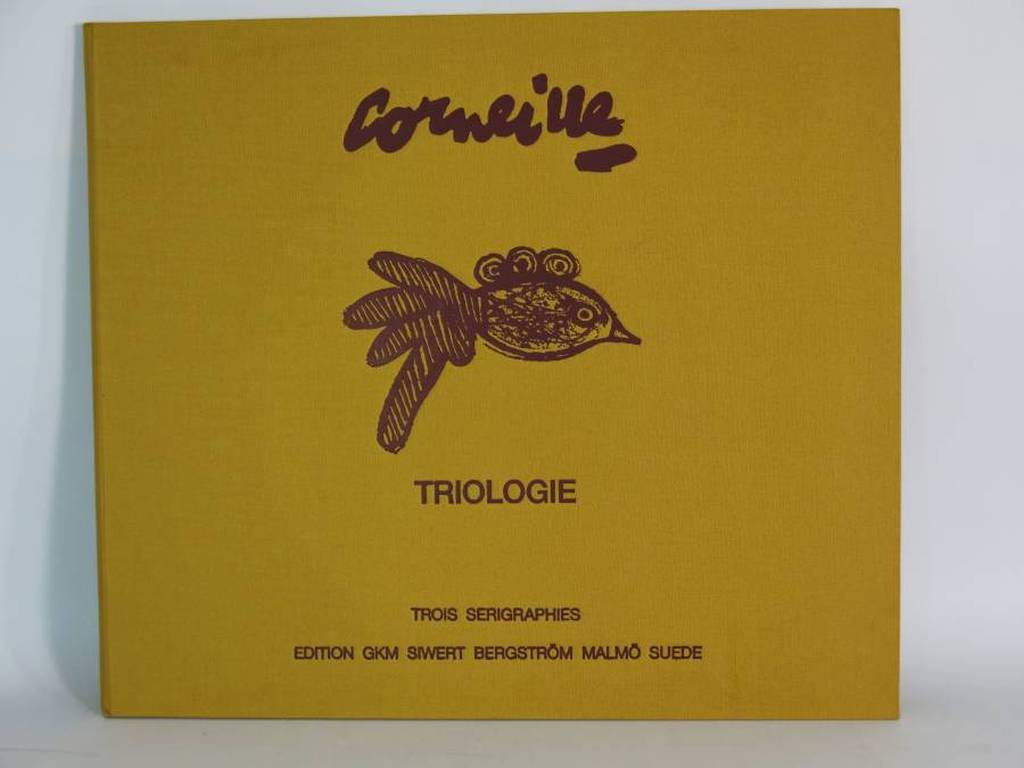 Corneille
TRIOLOGIE
TROIS SERIGRAPHIES
EDITION GKM SIWERT BERGSTRÖM MALMÖ SUEDE